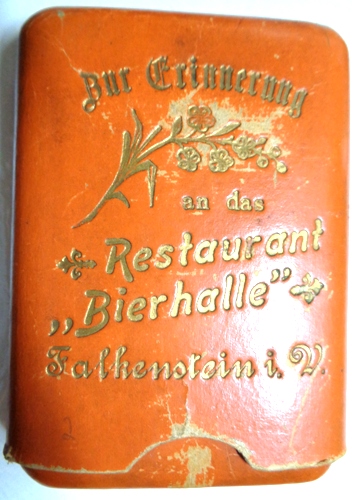 Zur Erinnerung
an das
Restaurant
„Bierhalle”
Falkenstein i. V.